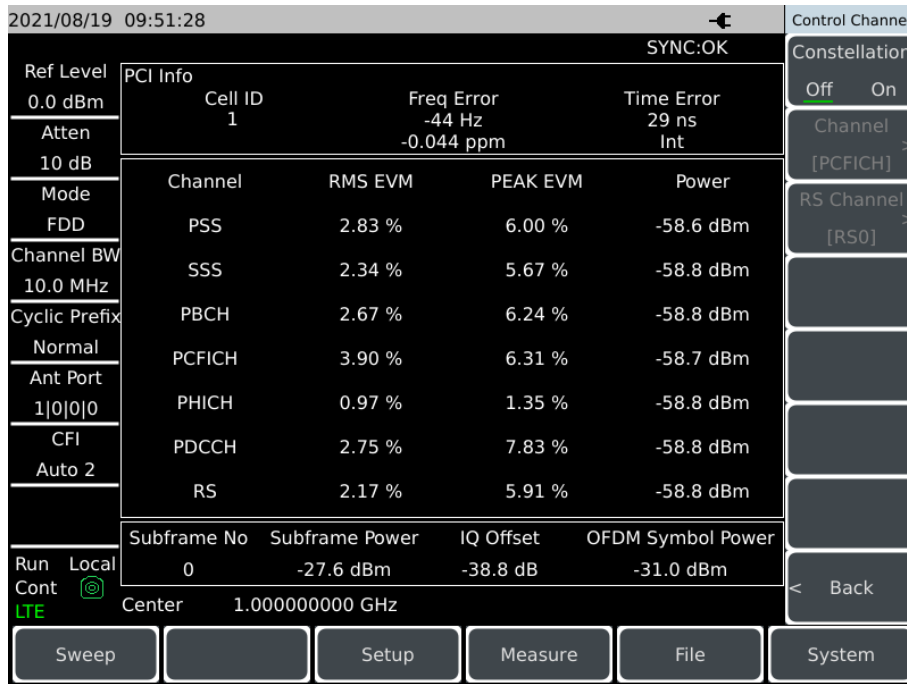 2021/08/19 09:51:28
Control Channe
SYNC:OK
Ref Level
0.0 dBm
Atten
10 dB
Mode
FDD
Channel BW
10.0 MHz
Cyclic Prefix
Normal
Ant Port
1|0|0|0
CFI
Auto 2
Run Local
Cont
LTE
PCI Info
Cell ID Freq Error Time Error
1 -44 Hz 29 ns
-0.044 ppm Int
Channel RMS EVM PEAK EVM Power
PSS 2.83 % 6.00 % -58.6 dBm
SSS 2.34 % 5.67 % -58.8 dBm
PBCH 2.67 % 6.24 % -58.8 dBm
PCFICH 3.90 % 6.31 % -58.7 dBm
PHICH 0.97 % 1.35 % -58.8 dBm
PDCCH 2.75 % 7.83 % -58.8 dBm
RS 2.17 % 5.91 % -58.8 dBm
Subframe No Subframe Power IQ Offset OFDM Symbol Power
0 -27.6 dBm -38.8 dB -31.0 dBm
Center 1.000000000 GHz
Constellation
Off On
Channel >
[PCFICH]
RS Channel >
[RS0]
< Back
Sweep Setup Measure File System